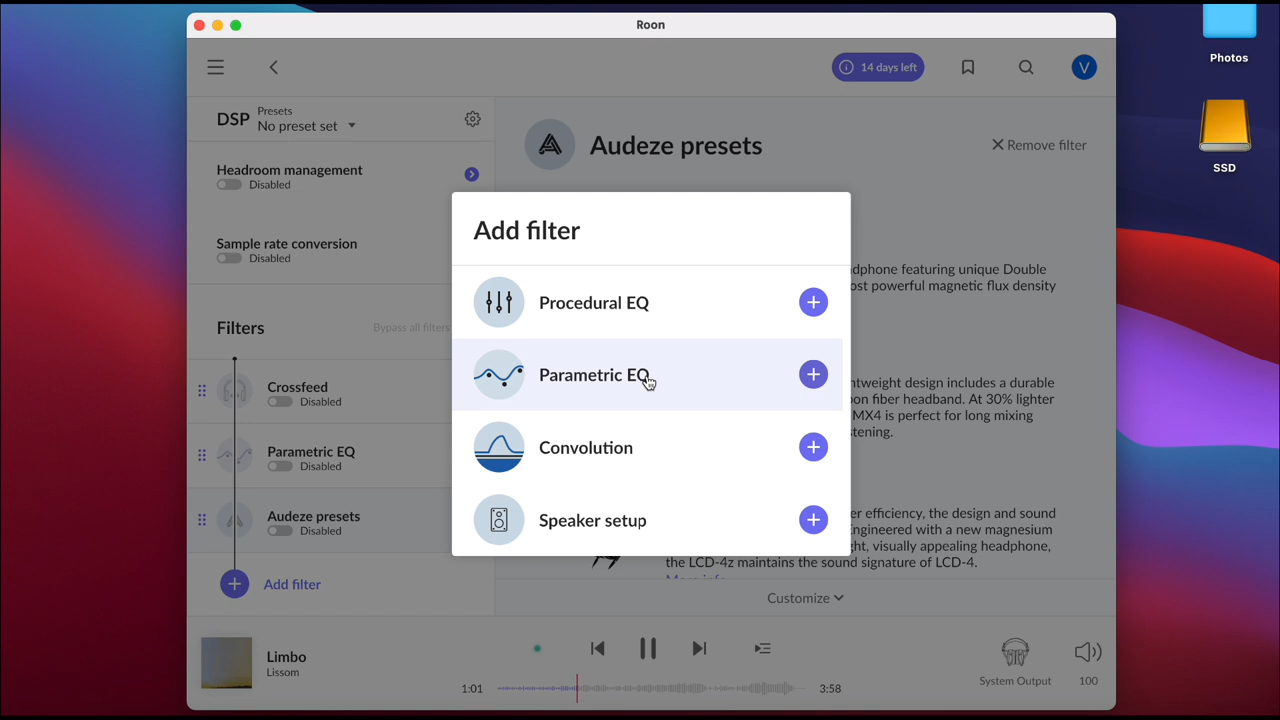 Roon
14 days left
V
Photos
SSD
DSP
Presets
No preset set
Headroom management
Disabled
Sample rate conversion
Disabled
Filters
Bypass all filters
Crossfeed
Disabled
Parametric EQ
Disabled
Audeze presets
Disabled
Add filter
Audeze presets
Remove filter
dphone featuring unique Double
ost powerful magnetic flux density
ntweight design includes a durable
on fiber headband. At 30% lighter
MX4 is perfect for long mixing
stening.
er efficiency, the design and sound
Engineered with a new magnesium
ght, visually appealing headphone,
the LCD-4z maintains the sound signature of LCD-4.
More info
Customize
Add filter
Procedural EQ
Parametric EQ
Convolution
Speaker setup
Limbo
Lissom
1:01
3:58
System Output
100